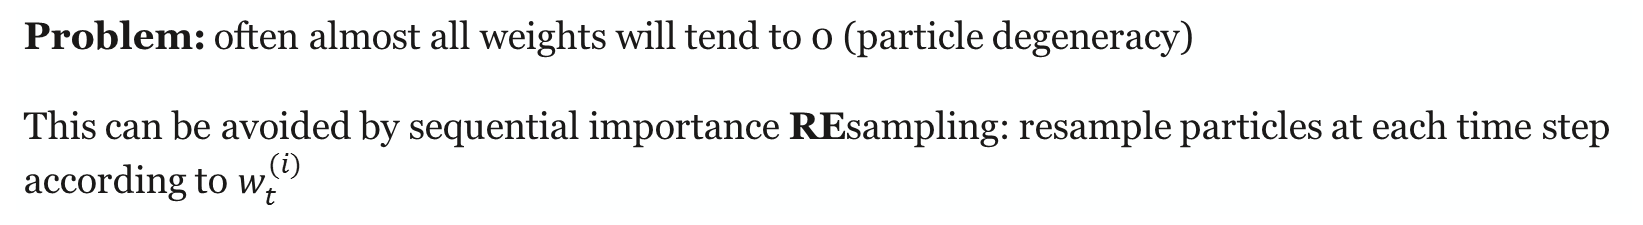 Problem: often almost all weights will tend to 0 (particle degeneracy)
This can be avoided by sequential importance REsampling: resample particles at each time step
according to $w_t^{(i)}$